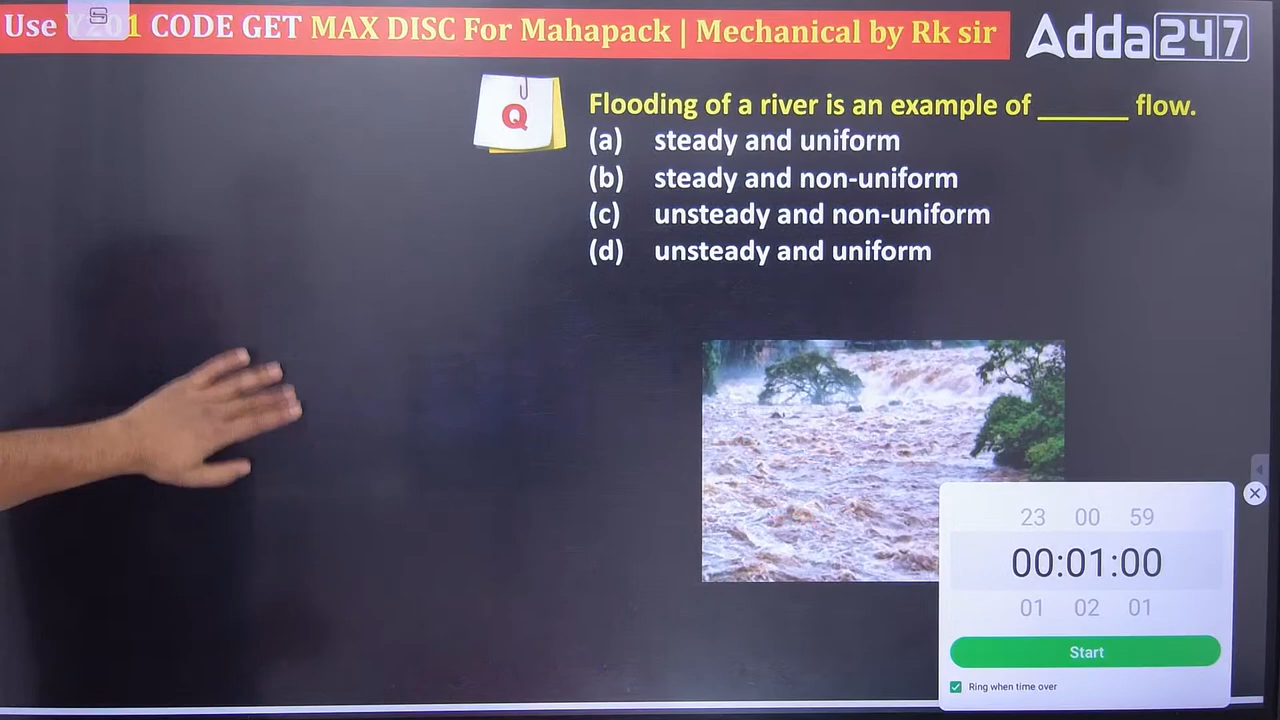 Use Y201 CODE GET MAX DISC For Mahapack | Mechanical by Rk sir
Adda247
S
Q
Flooding of a river is an example of ______ flow.
(a) steady and uniform
(b) steady and non-uniform
(c) unsteady and non-uniform
(d) unsteady and uniform
23 00 59
00:01:00
01 02 01
Start
Ring when time over